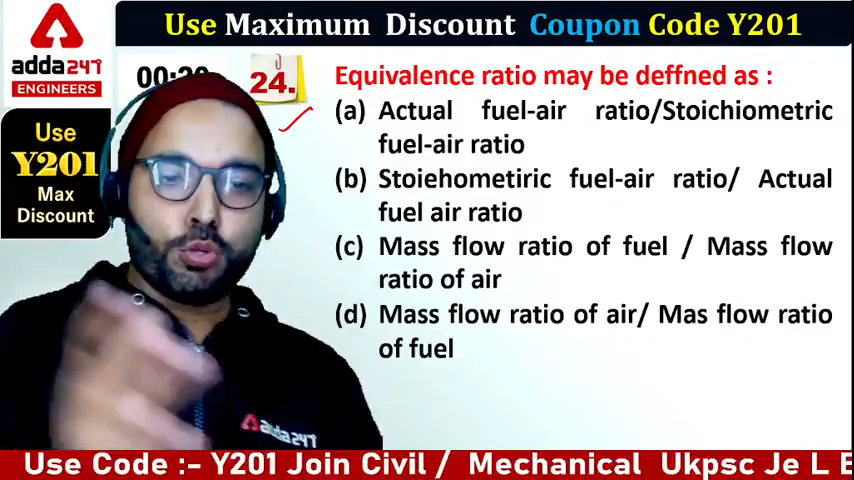 Use Maximum Discount Coupon Code Y201
adda247
ENGINEERS
24.
Equivalence ratio may be deffned as :
(a) Actual fuel-air ratio/Stoichiometric
fuel-air ratio
(b) Stoiehometiric fuel-air ratio/ Actual
fuel air ratio
(c) Mass flow ratio of fuel / Mass flow
ratio of air
(d) Mass flow ratio of air/ Mas flow ratio
of fuel
Use
Y201
Max
Discount
adda247
Use Code :- Y201 Join Civil / Mechanical Ukpsc Je L E